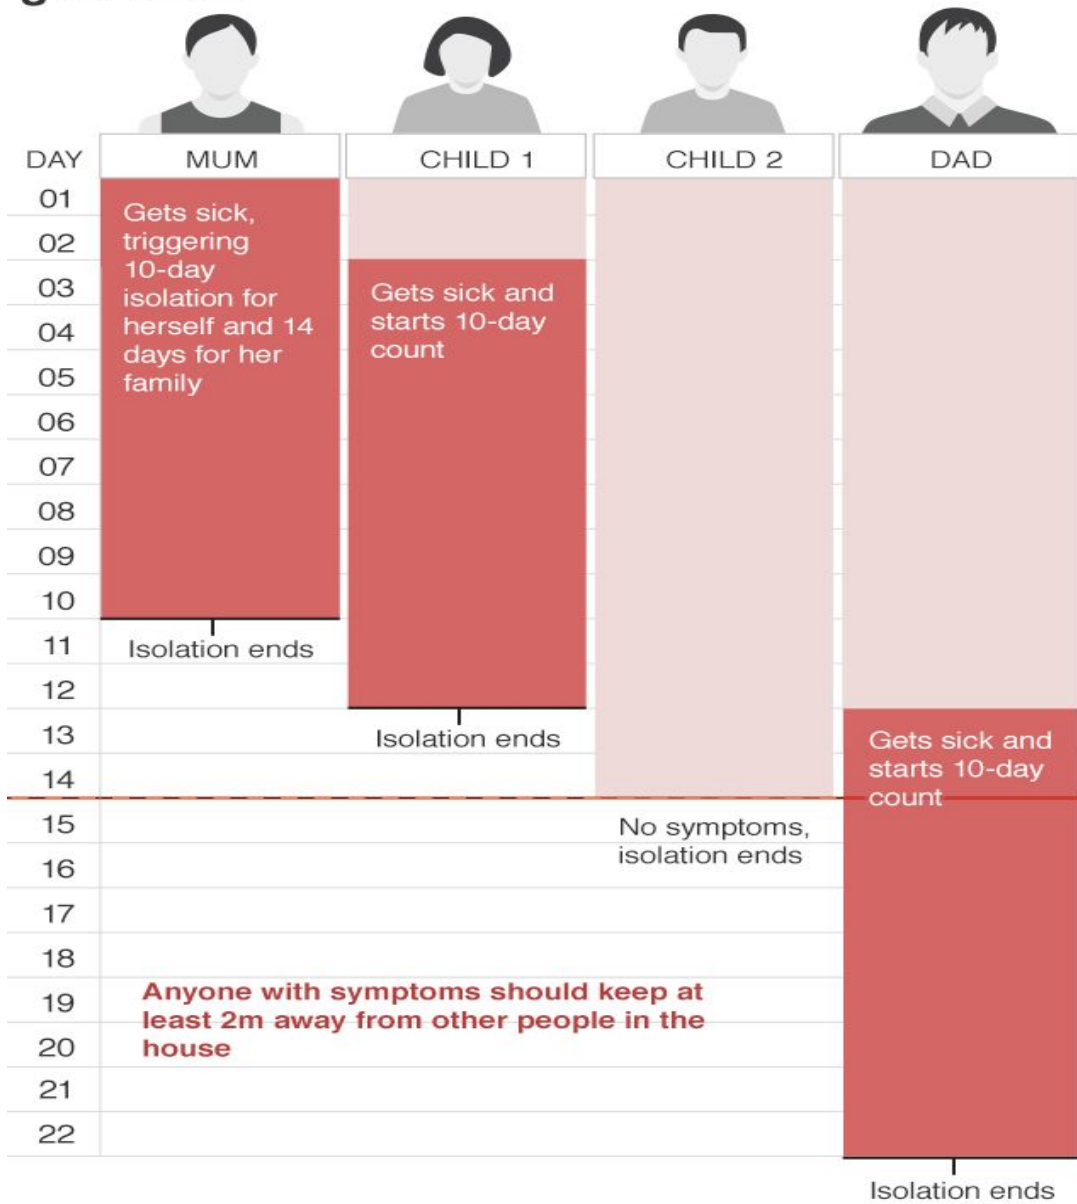 DAY
MUM
CHILD 1
CHILD 2
DAD
01
02
03
04
05
06
07
08
09
10
11
12
13
14
15
16
17
18
19
20
21
22
Gets sick,
triggering
10-day
isolation for
herself and 14
days for her
family
Isolation ends
Gets sick and
starts 10-day
count
Isolation ends
No symptoms,
isolation ends
Gets sick and
starts 10-day
count
Isolation ends
Anyone with symptoms should keep at
least 2m away from other people in the
house